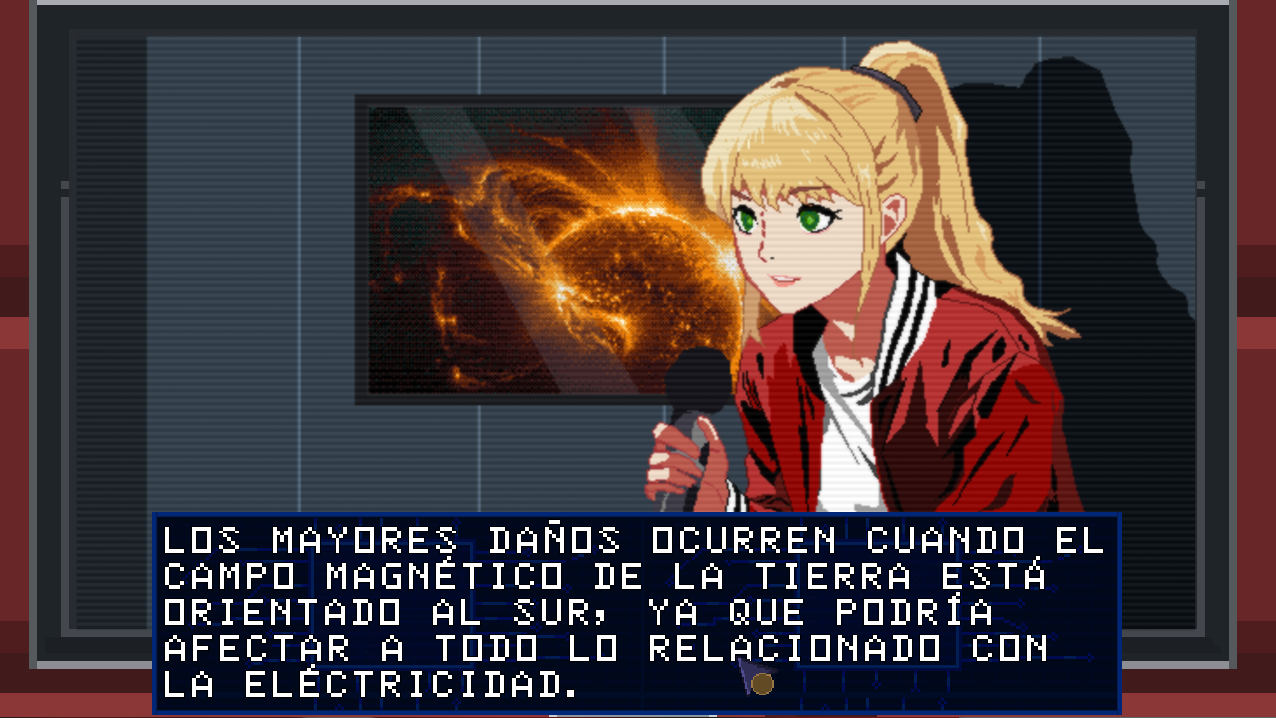 LOS MAYORES DAÑOS OCURREN CUANDO EL
CAMPO MAGNÉTICO DE LA TIERRA ESTÁ
ORIENTADO AL SUR, YA QUE PODRÍA
AFECTAR A TODO LO RELACIONADO CON
LA ELÉCTRICIDAD.